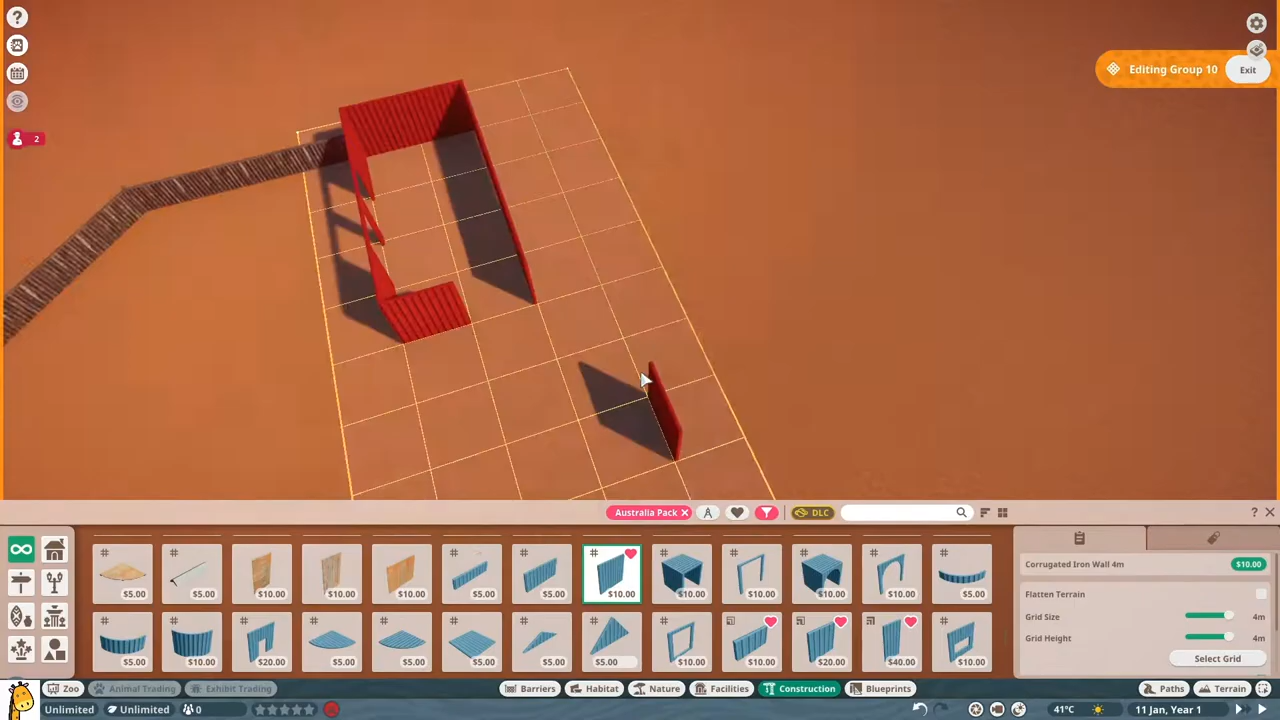 ?
Editing Group 10 Exit
2
Australia Pack × DLC ? ×
$5.00 $5.00 $10.00 $10.00 $10.00 $5.00 $5.00 $10.00 $10.00 $10.00 $10.00 $10.00 $5.00
Corrugated Iron Wall 4m $10.00
Flatten Terrain
Grid Size 4m
$5.00 $10.00 $20.00 $5.00 $5.00 $5.00 $5.00 $5.00 $10.00 $10.00 $20.00 $40.00 $10.00
Grid Height 4m
Select Grid
Zoo Animal Trading Exhibit Trading Barriers Habitat Nature Facilities Construction Blueprints Paths Terrain
Unlimited Unlimited 0 41°C 11 Jan, Year 1